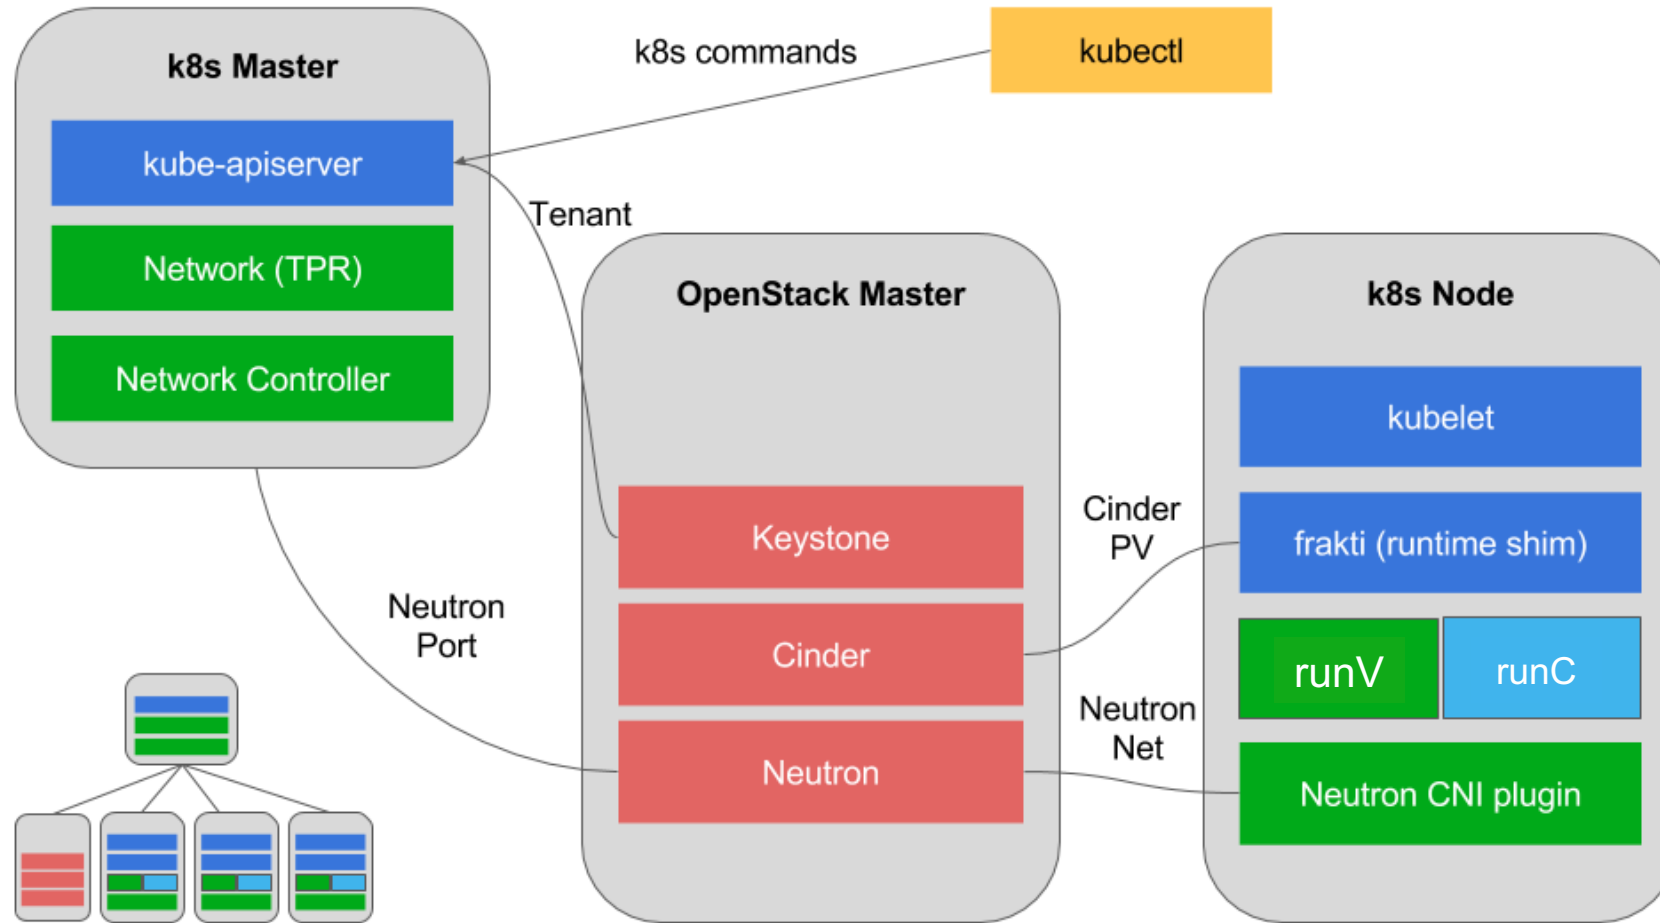 k8s Master
kube-apiserver
Network (TPR)
Network Controller
k8s commands
kubectl
Tenant
OpenStack Master
Keystone
Cinder
Neutron
Neutron
Port
Cinder
PV
Neutron
Net
k8s Node
kubelet
frakti (runtime shim)
runV
runC
Neutron CNI plugin